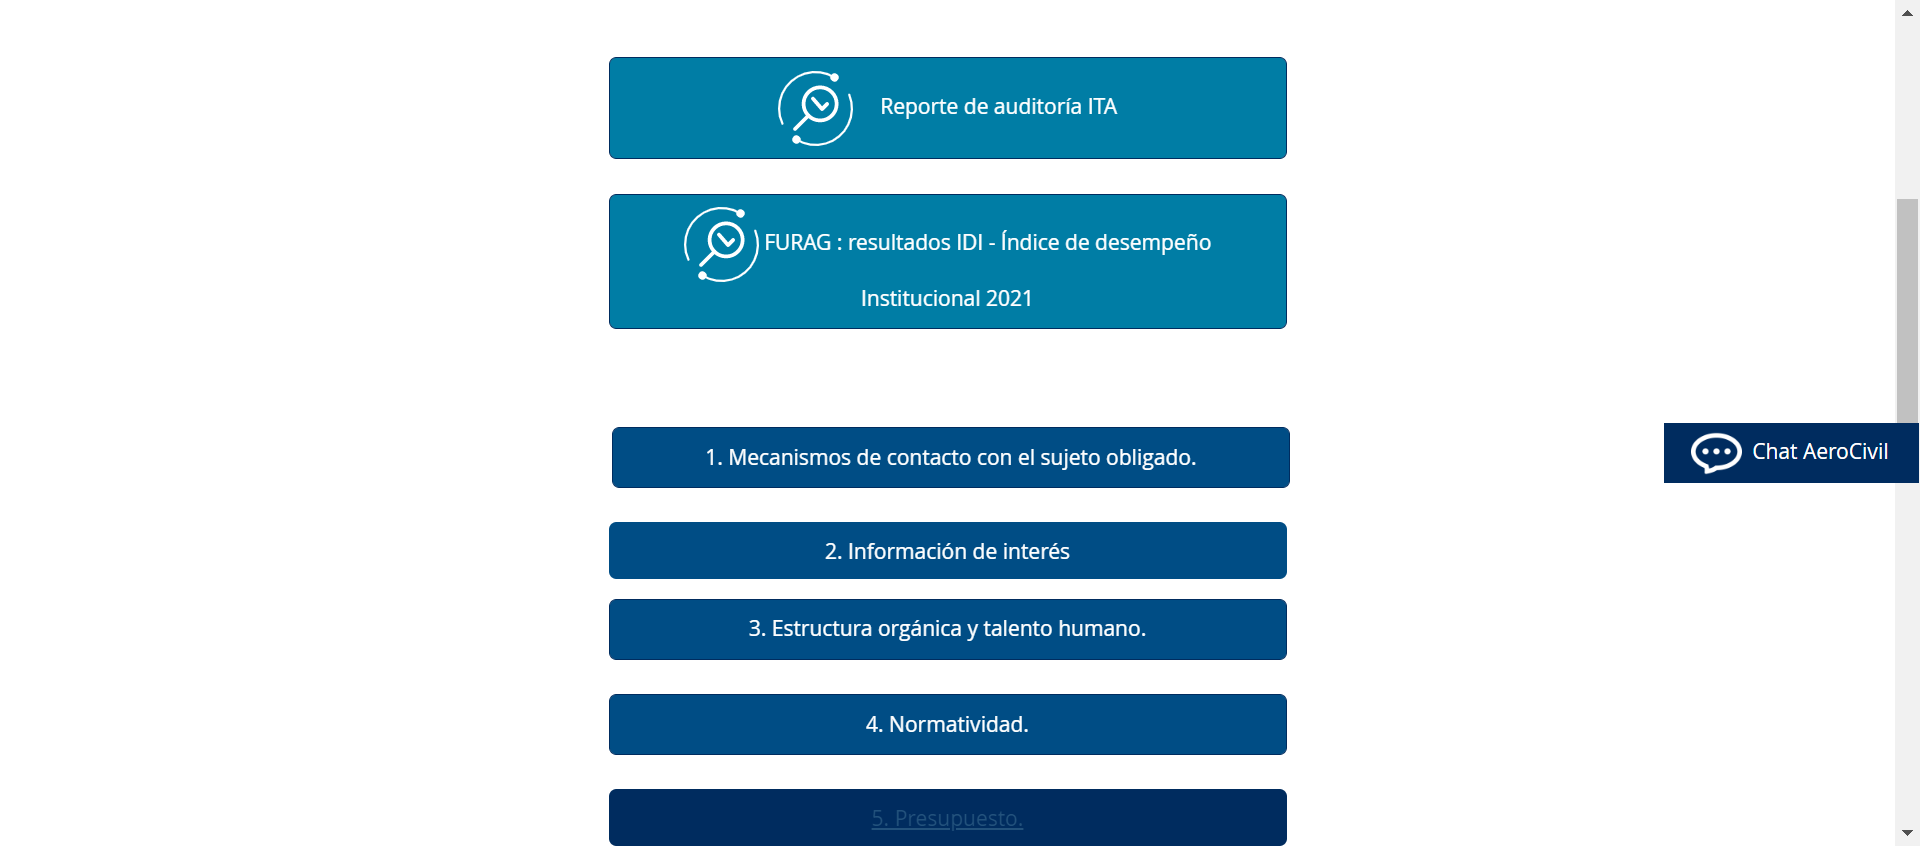 Reporte de auditoría ITA
FURAG : resultados IDI - Índice de desempeño
Institucional 2021
1. Mecanismos de contacto con el sujeto obligado.
Chat AeroCivil
2. Información de interés
3. Estructura orgánica y talento humano.
4. Normatividad.
5. Presupuesto.